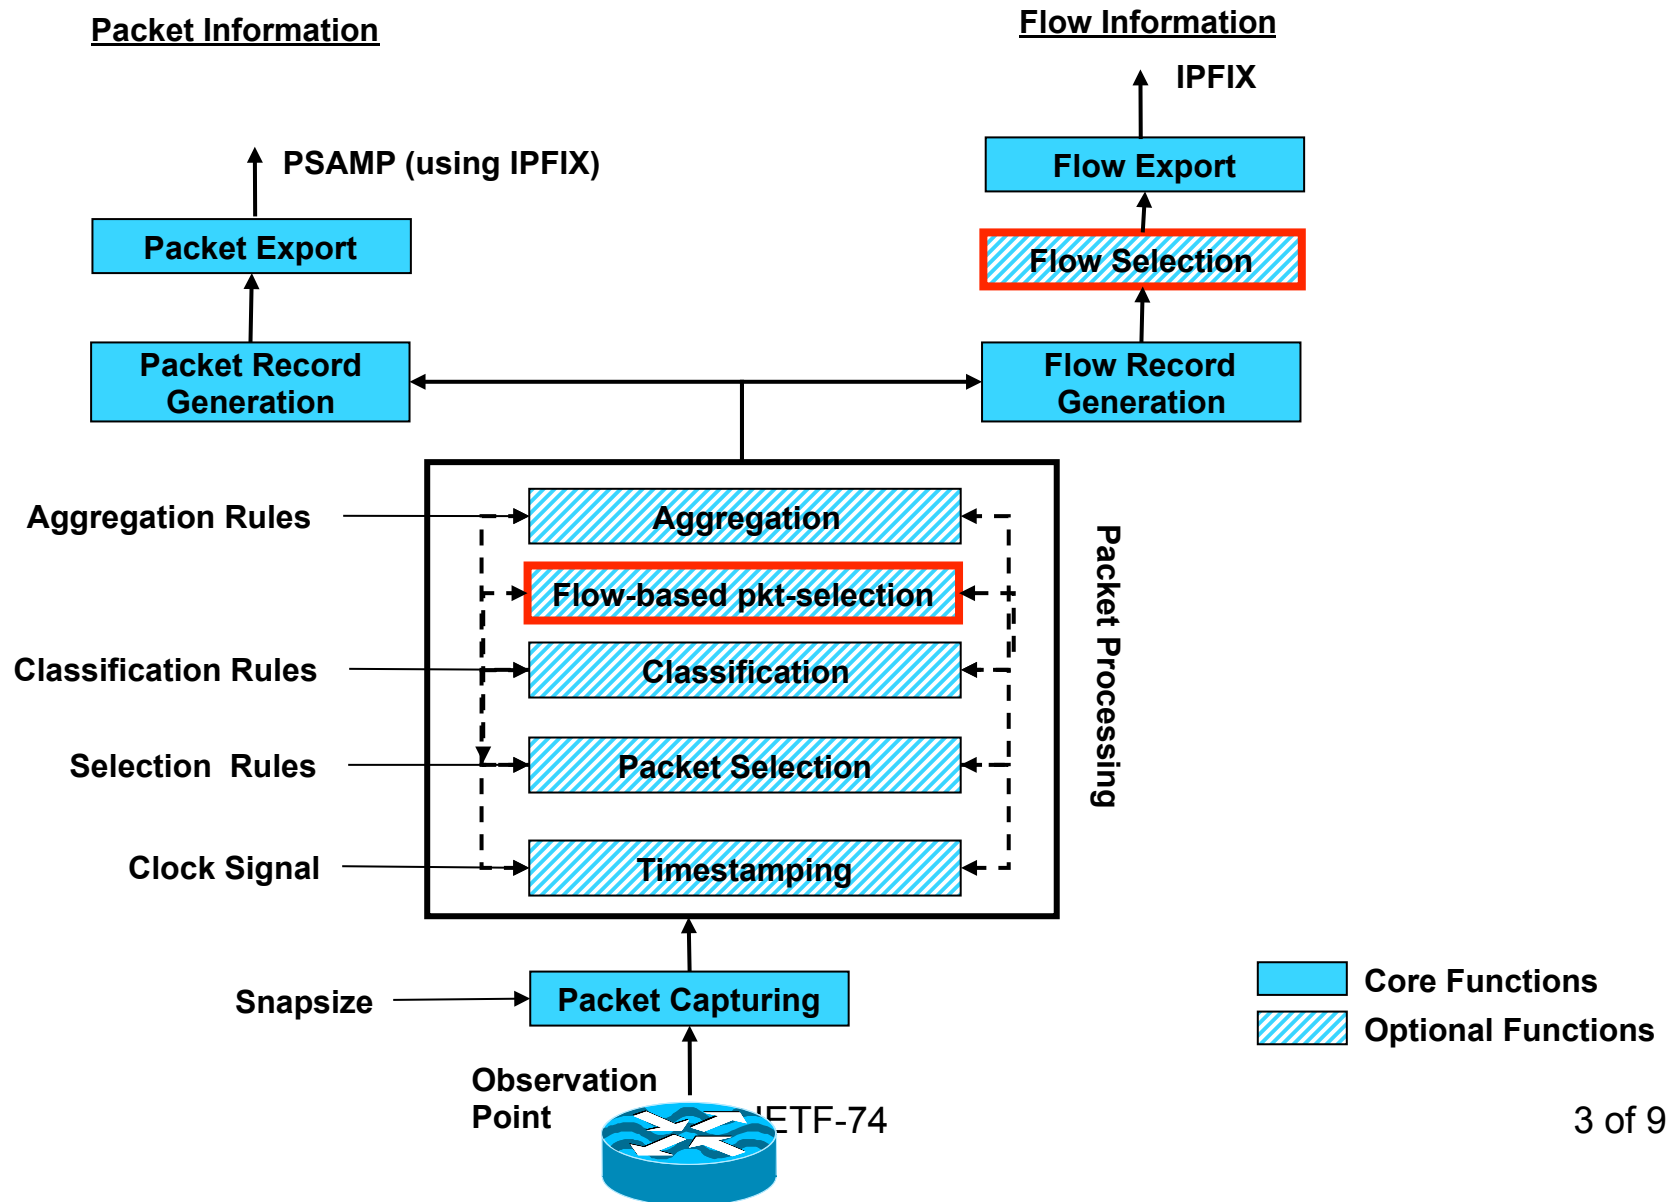 Packet Information
Flow Information
IPFIX
PSAMP (using IPFIX)
Flow Export
Packet Export
Flow Selection
Packet Record
Generation
Flow Record
Generation
Aggregation Rules
Aggregation
Flow-based pkt-selection
Classification Rules
Classification
Selection Rules
Packet Selection
Clock Signal
Timestamping
Packet Processing
Snapsize
Packet Capturing
Core Functions
Optional Functions
Observation
Point
IETF-74
3 of 9